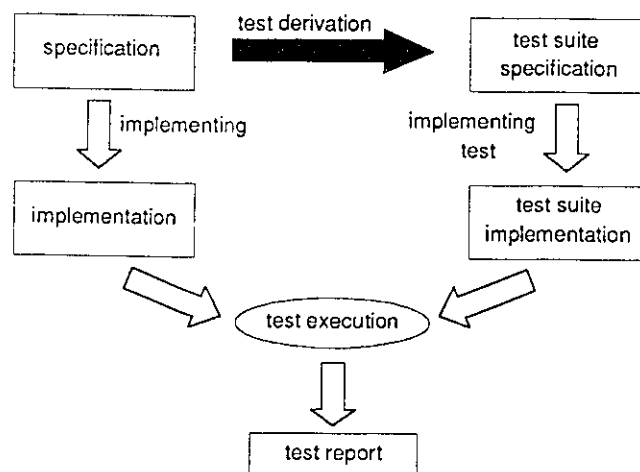 test derivation
specification
test suite
specification
implementing
implementing
test
implementation
test suite
implementation
test execution
test report